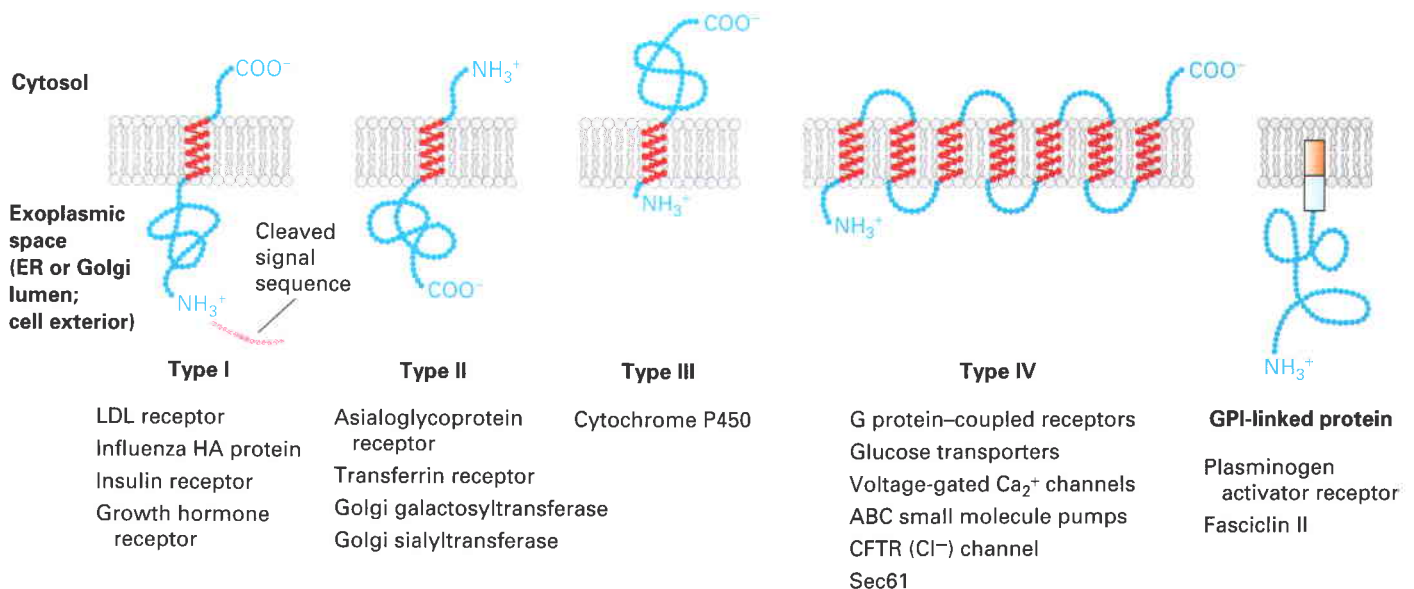 Cytosol
COO⁻
NH₃⁺
COO⁻
COO⁻
Exoplasmic
space
(ER or Golgi
lumen;
cell exterior)
NH₃⁺
Cleaved
signal
sequence
COO⁻
NH₃⁺
NH₃⁺
NH₃⁺
Type I
LDL receptor
Influenza HA protein
Insulin receptor
Growth hormone
receptor
Type II
Asialoglycoprotein
receptor
Transferrin receptor
Golgi galactosyltransferase
Golgi sialyltransferase
Type III
Cytochrome P450
Type IV
G protein–coupled receptors
Glucose transporters
Voltage-gated Ca₂⁺ channels
ABC small molecule pumps
CFTR (Cl⁻) channel
Sec61
GPI-linked protein
Plasminogen
activator receptor
Fasciclin II